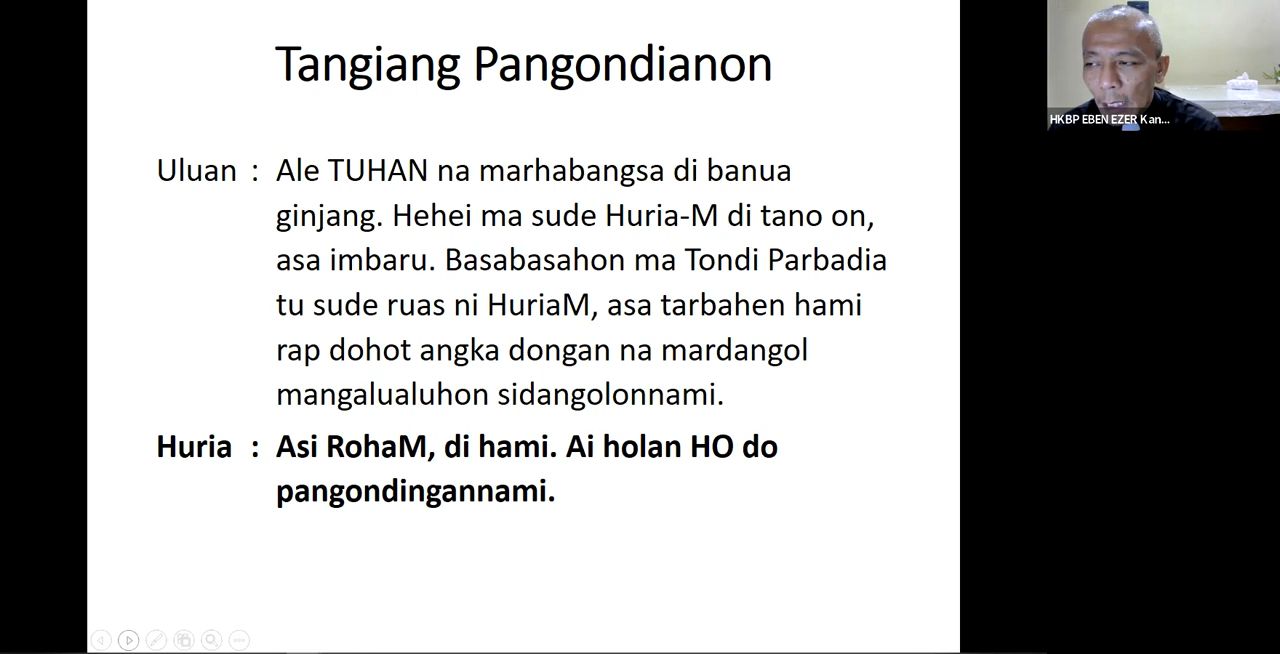 Tangiang Pangondianon
HKBP EBEN EZER Kan...
Uluan : Ale TUHAN na marhabangsa di banua
ginjang. Hehei ma sude Huria-M di tano on,
asa imbaru. Basabasahon ma Tondi Parbadia
tu sude ruas ni HuriaM, asa tarbahen hami
rap dohot angka dongan na mardangol
mangalualuhon sidangolonnami.
Huria : Asi RohaM, di hami. Ai holan HO do
pangondingannami.